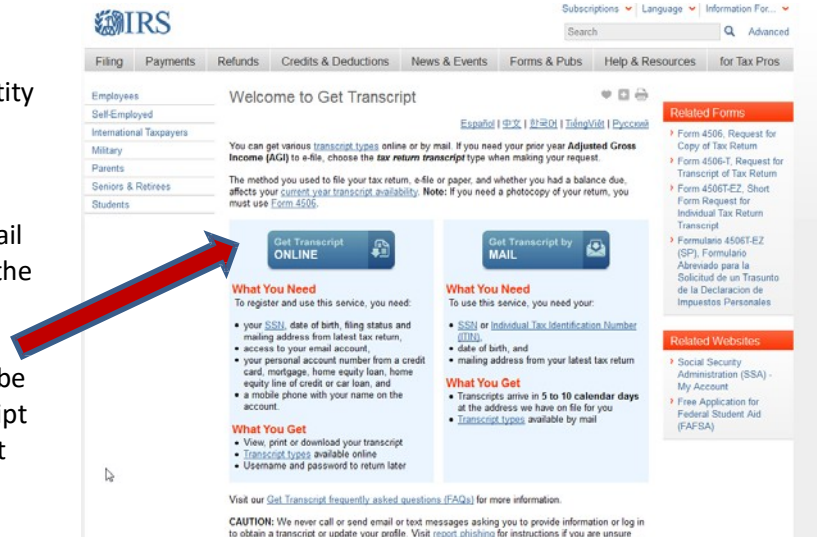 Subscriptions Language Information For...
IRS
Search Advanced
Filing Payments Refunds Credits & Deductions News & Events Forms & Pubs Help & Resources for Tax Pros
tity
ail
the
be
ipt
t
Employees
Self-Employed
International Taxpayers
Military
Parents
Seniors & Retirees
Students
Welcome to Get Transcript
Español | 中文 | 한국어 | TiếngViệt | Русский
You can get various transcript types online or by mail. If you need your prior year Adjusted Gross
Income (AGI) to e-file, choose the tax return transcript type when making your request.
The method you used to file your tax return, e-file or paper, and whether you had a balance due,
affects your current year transcript availability. Note: If you need a photocopy of your return, you
must use Form 4506.
Get Transcript
ONLINE
What You Need
To register and use this service, you need:
• your SSN, date of birth, filing status and
mailing address from latest tax return,
• access to your email account,
• your personal account number from a credit
card, mortgage, home equity loan, home
equity line of credit or car loan, and
• a mobile phone with your name on the
account.
What You Get
• View, print or download your transcript
• Transcript types available online
• Username and password to return later
Get Transcript by
MAIL
What You Need
To use this service, you need your:
• SSN or Individual Tax Identification Number
(ITIN),
• date of birth, and
• mailing address from your latest tax return
What You Get
• Transcripts arrive in 5 to 10 calendar days
at the address we have on file for you
• Transcript types available by mail
Visit our Get Transcript frequently asked questions (FAQs) for more information.
CAUTION: We never call or send email or text messages asking you to provide information or log in
to obtain a transcript or update your profile. Visit report phishing for instructions if you are unsure
Related Forms
Form 4506, Request for
Copy of Tax Return
Form 4506-T, Request for
Transcript of Tax Return
Form 4506T-EZ, Short
Form Request for
Individual Tax Return
Transcript
Formulario 4506T-EZ
(SP), Formulario
Abreviado para la
Solicitud de un Trasunto
de la Declaracion de
Impuestos Personales
Related Websites
Social Security
Administration (SSA) -
My Account
Free Application for
Federal Student Aid
(FAFSA)